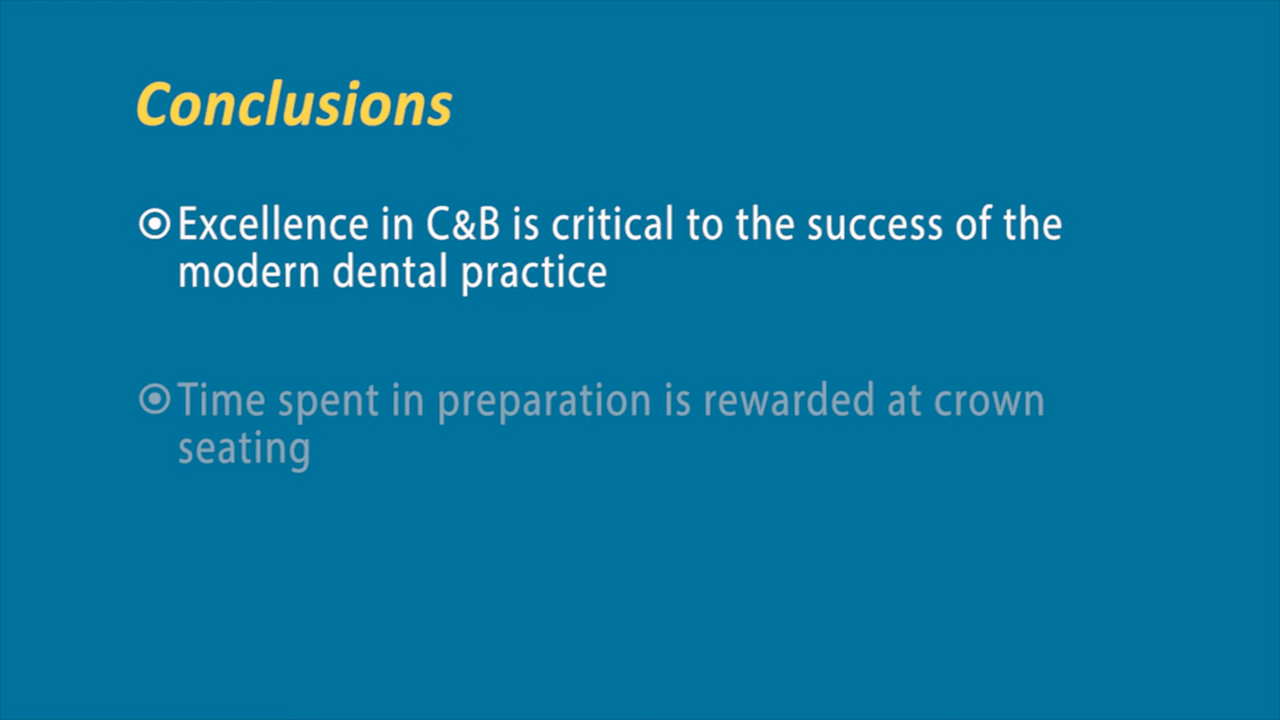 Conclusions
Excellence in C&B is critical to the success of the
modern dental practice
Time spent in preparation is rewarded at crown
seating